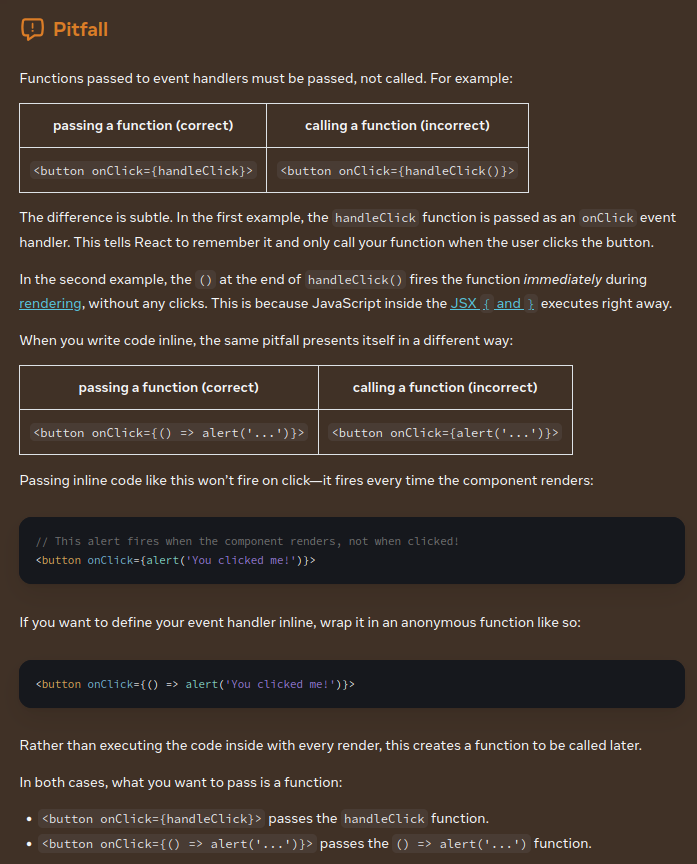 Pitfall
Functions passed to event handlers must be passed, not called. For example:
passing a function (correct)
calling a function (incorrect)
<button onClick={handleClick}>
<button onClick={handleClick()}>
The difference is subtle. In the first example, the handleClick function is passed as an onClick event
handler. This tells React to remember it and only call your function when the user clicks the button.
In the second example, the () at the end of handleClick() fires the function immediately during
rendering, without any clicks. This is because JavaScript inside the JSX { and } executes right away.
When you write code inline, the same pitfall presents itself in a different way:
passing a function (correct)
calling a function (incorrect)
<button onClick={() => alert('...')}>
<button onClick={alert('...')}>
Passing inline code like this won’t fire on click—it fires every time the component renders:
// This alert fires when the component renders, not when clicked!
<button onClick={alert('You clicked me!')}>
If you want to define your event handler inline, wrap it in an anonymous function like so:
<button onClick={() => alert('You clicked me!')}>
Rather than executing the code inside with every render, this creates a function to be called later.
In both cases, what you want to pass is a function:
• <button onClick={handleClick}> passes the handleClick function.
• <button onClick={() => alert('...')}> passes the () => alert('...') function.